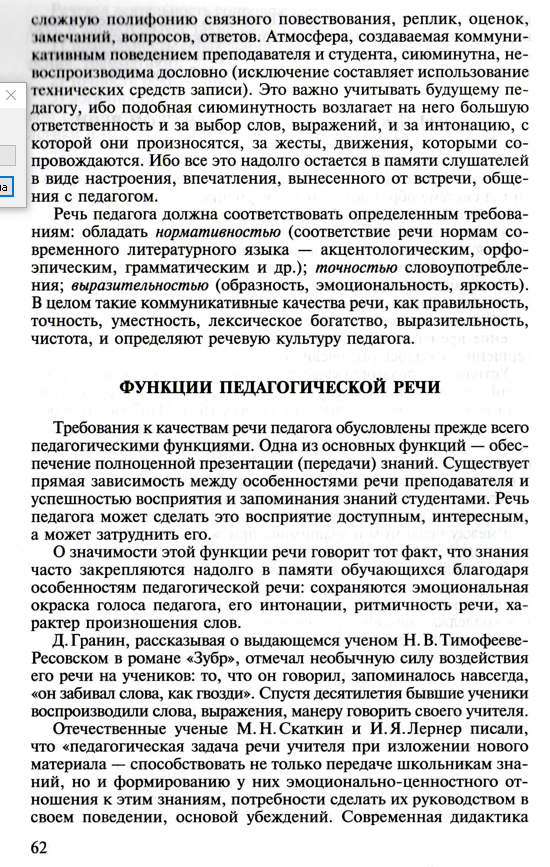 сложную полифонию связного повествования, реплик, оценок,
замечаний, вопросов, ответов. Атмосфера, создаваемая коммуни-
кативным поведением преподавателя и студента, сиюминутна, не-
воспроизводима дословно (исключение составляет использование
технических средств записи). Это важно учитывать будущему пе-
дагогу, ибо подобная сиюминутность возлагает на него большую
ответственность и за выбор слов, выражений, и за интонацию, с
которой они произносятся, за жесты, движения, которыми со-
провождаются. Ибо все это надолго остается в памяти слушателей
в виде настроения, впечатления, вынесенного от встречи, обще-
ния с педагогом.
Речь педагога должна соответствовать определенным требова-
ниям: обладать нормативностью (соответствие речи нормам со-
временного литературного языка — акцентологическим, орфо-
эпическим, грамматическим и др.); точностью словоупотребле-
ния; выразительностью (образность, эмоциональность, яркость).
В целом такие коммуникативные качества речи, как правильность,
точность, уместность, лексическое богатство, выразительность,
чистота, и определяют речевую культуру педагога.
ФУНКЦИИ ПЕДАГОГИЧЕСКОЙ РЕЧИ
Требования к качествам речи педагога обусловлены прежде всего
педагогическими функциями. Одна из основных функций — обес-
печение полноценной презентации (передачи) знаний. Существует
прямая зависимость между особенностями речи преподавателя и
успешностью восприятия и запоминания знаний студентами. Речь
педагога может сделать это восприятие доступным, интересным,
а может затруднить его.
О значимости этой функции речи говорит тот факт, что знания
часто закрепляются надолго в памяти обучающихся благодаря
особенностям педагогической речи: сохраняются эмоциональная
окраска голоса педагога, его интонации, ритмичность речи, ха-
рактер произношения слов.
Д. Гранин, рассказывая о выдающемся ученом Н. В. Тимофееве-
Ресовском в романе «Зубр», отмечал необычную силу воздействия
его речи на учеников: то, что он говорил, запоминалось навсегда,
«он забивал слова, как гвозди». Спустя десятилетия бывшие ученики
воспроизводили слова, выражения, манеру говорить своего учителя.
Отечественные ученые М. Н. Скаткин и И. Я. Лернер писали,
что «педагогическая задача речи учителя при изложении нового
материала — способствовать не только передаче школьникам зна-
ний, но и формированию у них эмоционально-ценностного от-
ношения к этим знаниям, потребности сделать их руководством в
своем поведении, основой убеждений. Современная дидактика
62